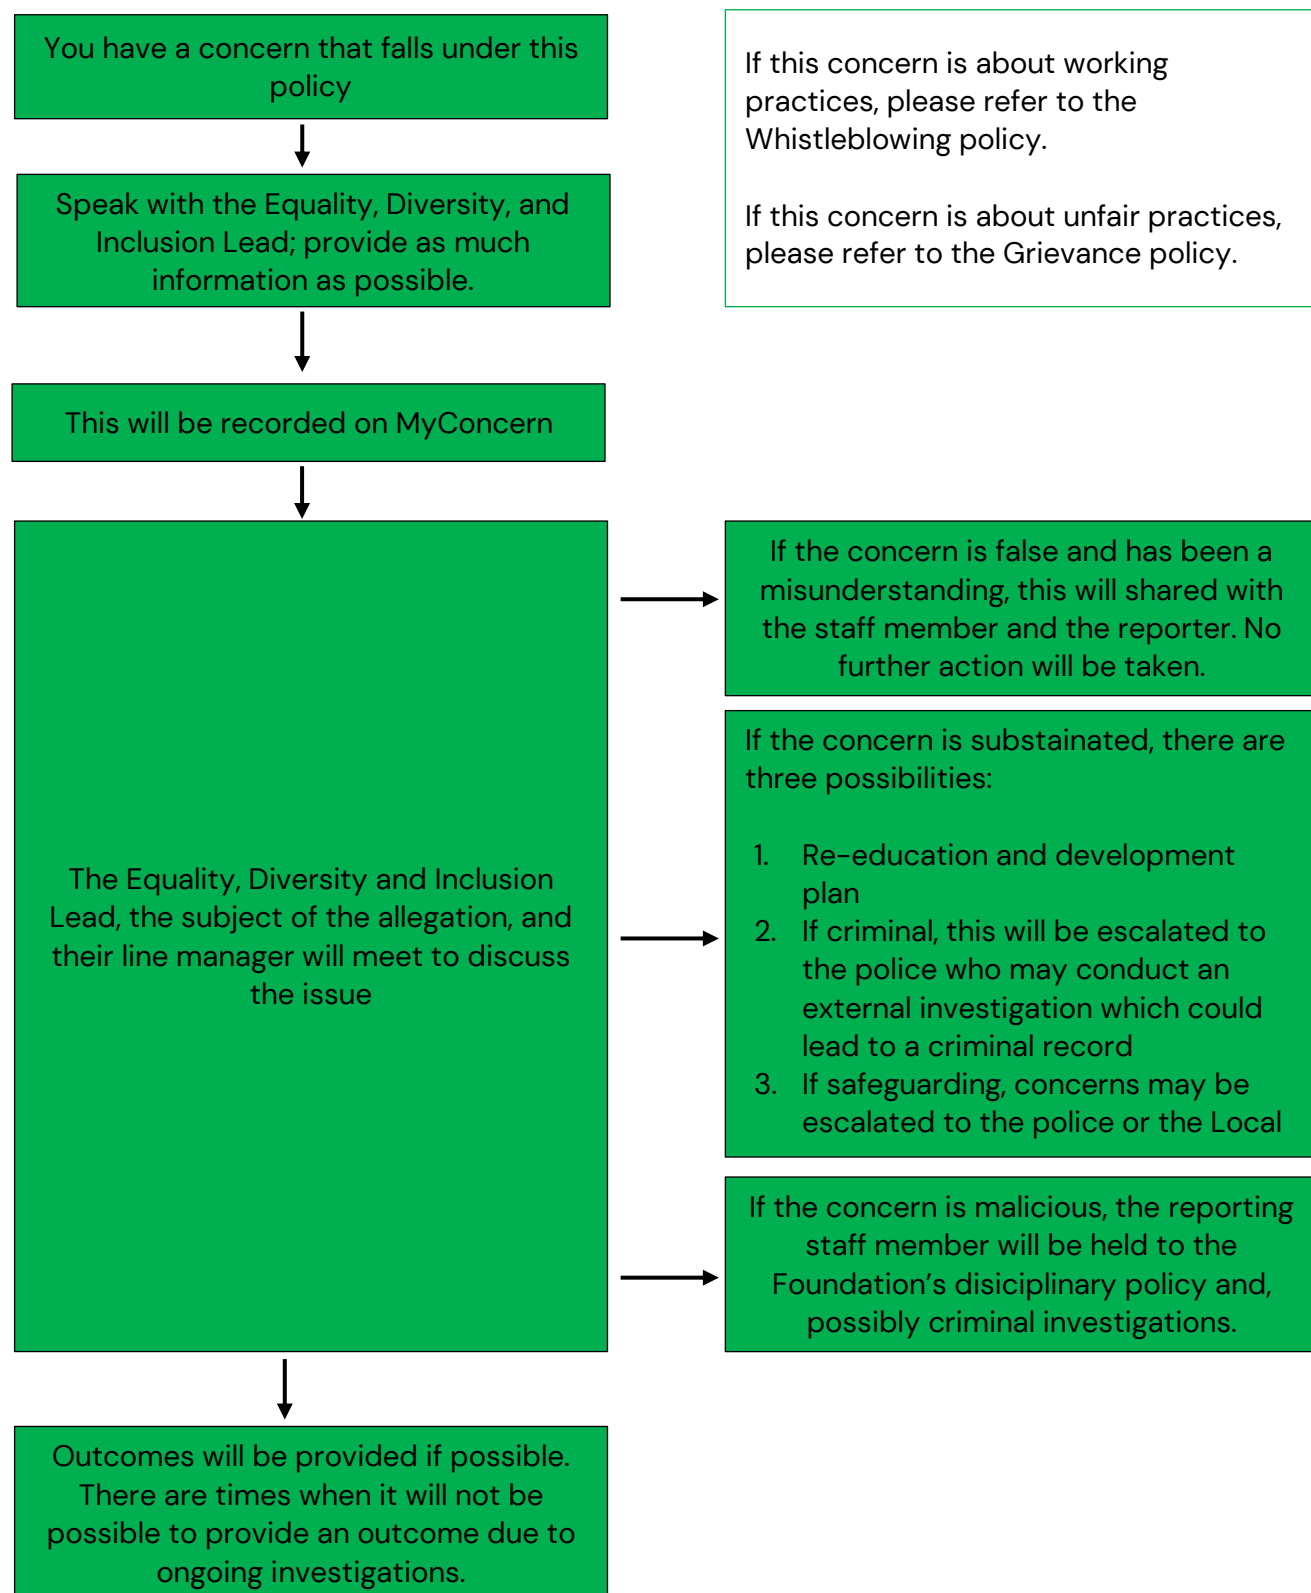 You have a concern that falls under this
policy
If this concern is about working
practices, please refer to the
Whistleblowing policy.
If this concern is about unfair practices,
please refer to the Grievance policy.
Speak with the Equality, Diversity, and
Inclusion Lead; provide as much
information as possible.
This will be recorded on MyConcern
The Equality, Diversity and Inclusion
Lead, the subject of the allegation, and
their line manager will meet to discuss
the issue
If the concern is false and has been a
misunderstanding, this will shared with
the staff member and the reporter. No
further action will be taken.
If the concern is substainated, there are
three possibilities:
1. Re-education and development
plan
2. If criminal, this will be escalated to
the police who may conduct an
external investigation which could
lead to a criminal record
3. If safeguarding, concerns may be
escalated to the police or the Local
If the concern is malicious, the reporting
staff member will be held to the
Foundation’s disiciplinary policy and,
possibly criminal investigations.
Outcomes will be provided if possible.
There are times when it will not be
possible to provide an outcome due to
ongoing investigations.